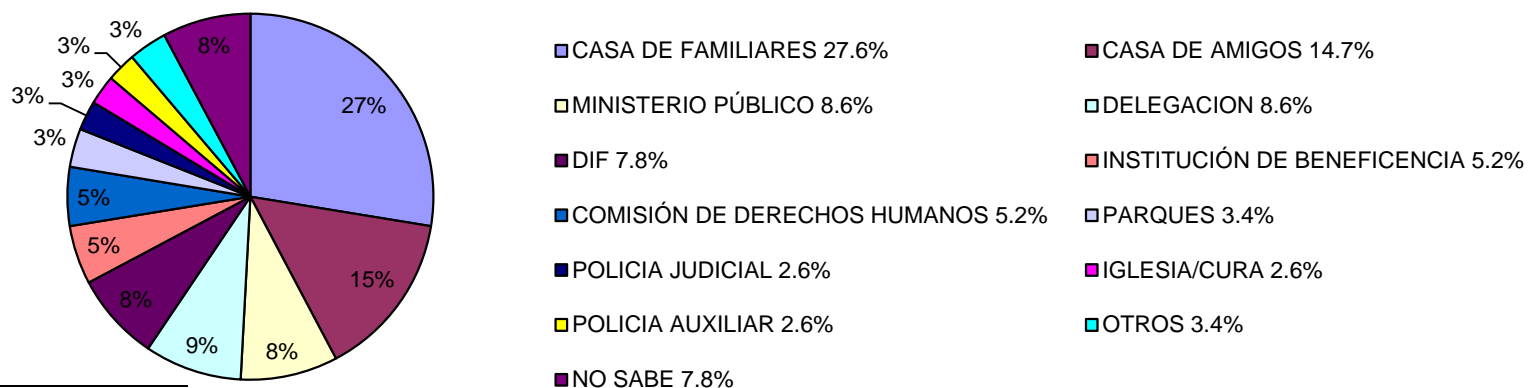 3%
3%
3%
3%
3%
8%
27%
5%
5%
8%
9%
8%
15%
CASA DE FAMILIARES 27.6%
CASA DE AMIGOS 14.7%
MINISTERIO PÚBLICO 8.6%
DELEGACION 8.6%
DIF 7.8%
INSTITUCIÓN DE BENEFICENCIA 5.2%
COMISIÓN DE DERECHOS HUMANOS 5.2%
PARQUES 3.4%
POLICIA JUDICIAL 2.6%
IGLESIA/CURA 2.6%
POLICIA AUXILIAR 2.6%
OTROS 3.4%
NO SABE 7.8%